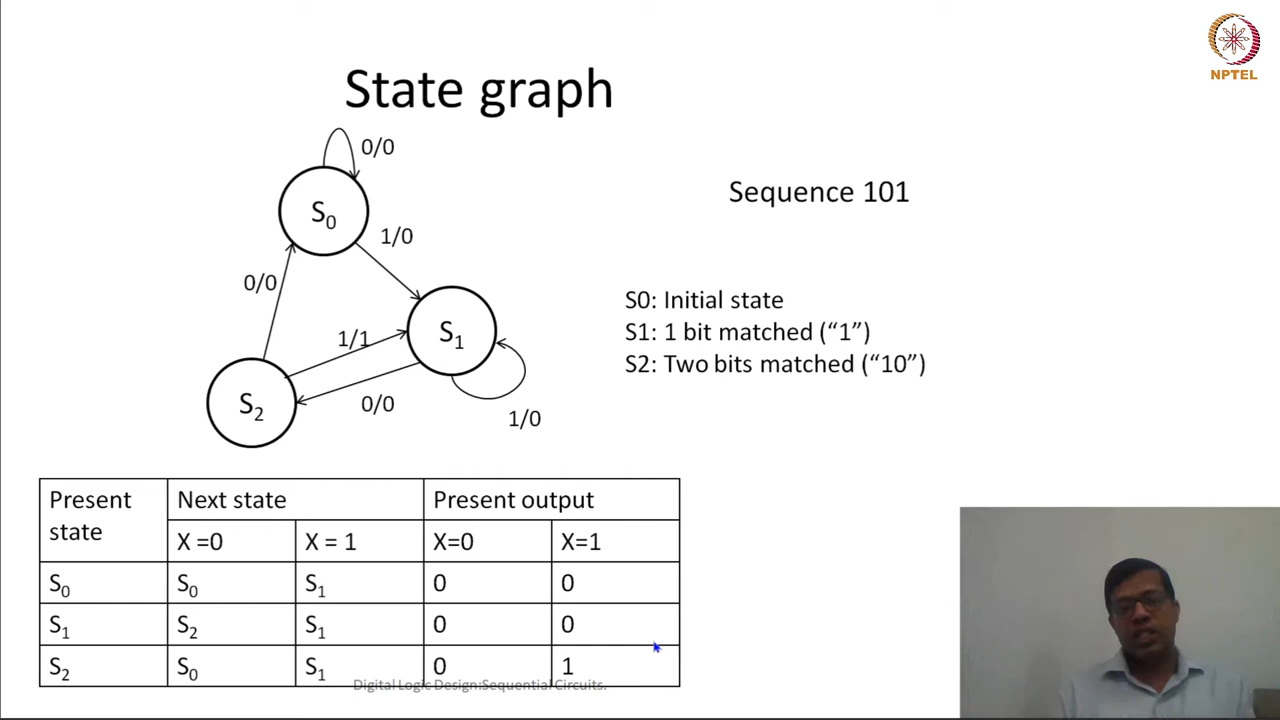 NPTEL
State graph
0/0
S0
1/0
0/0
1/1
S1
0/0
1/0
S2
Sequence 101
S0: Initial state
S1: 1 bit matched (“1”)
S2: Two bits matched (“10”)
Present state Next state Present output
X =0 X = 1 X=0 X=1
S0 S0 S1 0 0
S1 S2 S1 0 0
S2 S0 S1 0 1
Digital Logic Design:Sequential Circuits.